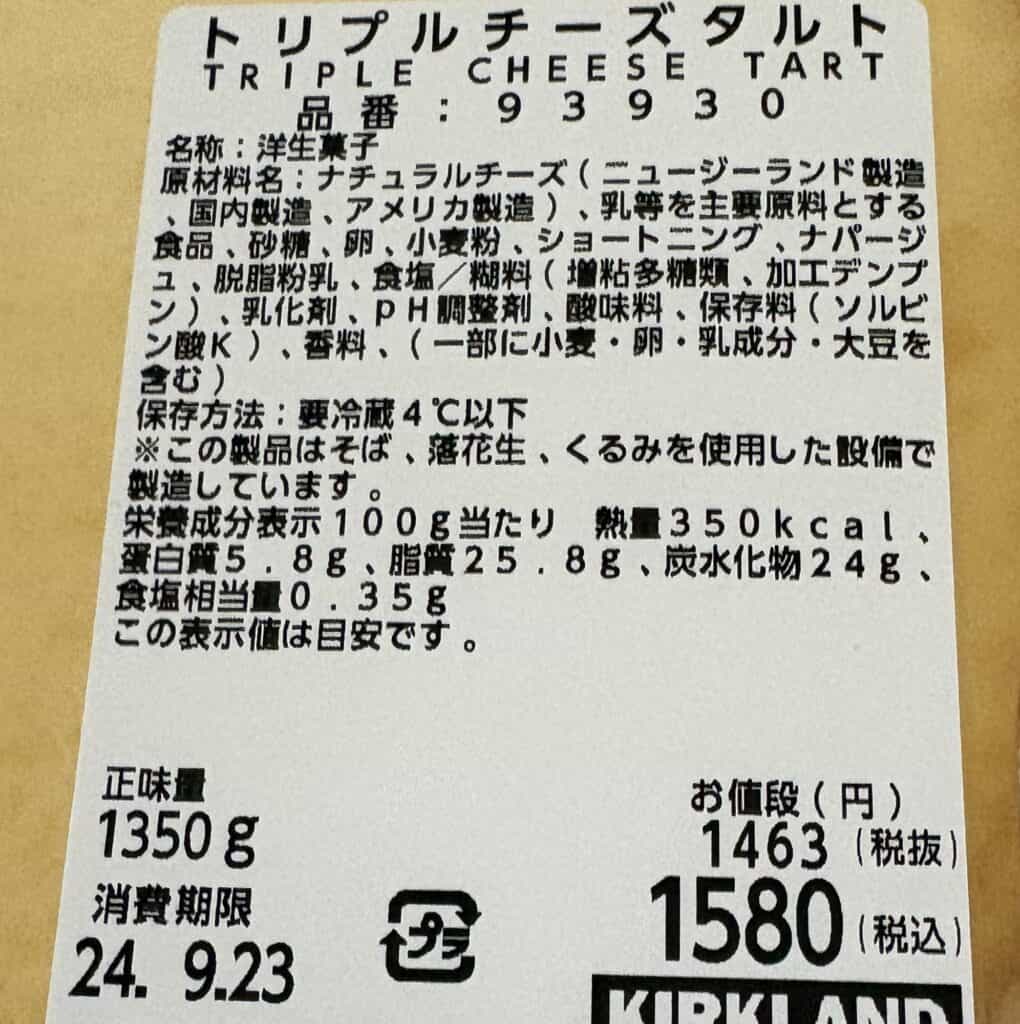 トリプルチーズタルト
TRIPLE CHEESE TART
品番:93930
名称:洋生菓子
原材料名:ナチュラルチーズ(ニュージーランド製造
、国内製造、アメリカ製造)、乳等を主要原料とする
食品、砂糖、卵、小麦粉、ショートニング、ナパージ
ュ、脱脂粉乳、食塩/糊料(増粘多糖類、加工デンプ
ン)、乳化剤、pH調整剤、酸味料、保存料(ソルビ
ン酸K)、香料、(一部に小麦・卵・乳成分・大豆を
含む)
保存方法:要冷蔵4℃以下
※この製品はそば、落花生、くるみを使用した設備で
製造しています。
栄養成分表示100g当たり 熱量350kcal、
蛋白質5.8g、脂質25.8g、炭水化物24g、
食塩相当量0.35g
この表示値は目安です。
正味量
1350g
お値段(円)
1463(税抜)
消費期限
24. 9.23
プラ
1580(税込)
KIRKLAND